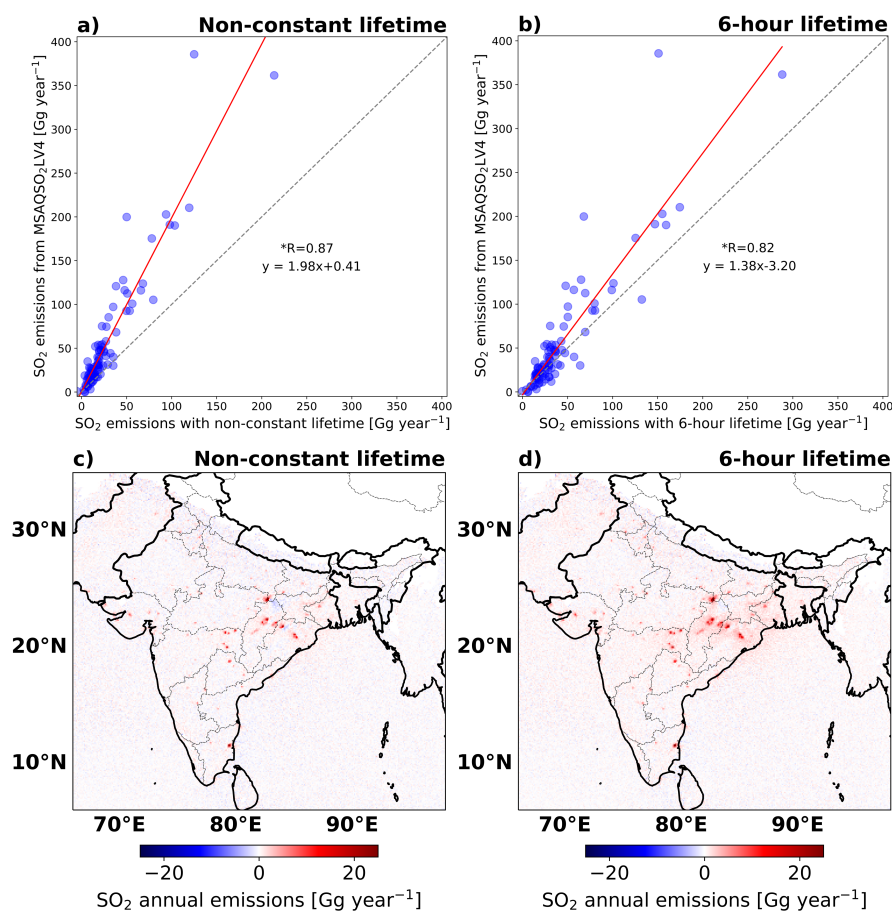 a) Non-constant lifetime
b) 6-hour lifetime
SO₂ emissions from MSAQSO₂LV4 [Gg year⁻¹]
400
350
300
250
200
150
100
50
0
*R=0.87
y = 1.98x+0.41
0 50 100 150 200 250 300 350 400
SO₂ emissions with non-constant lifetime [Gg year⁻¹]
SO₂ emissions from MSAQSO₂LV4 [Gg year⁻¹]
400
350
300
250
200
150
100
50
0
*R=0.82
y = 1.38x-3.20
0 50 100 150 200 250 300 350 400
SO₂ emissions with 6-hour lifetime [Gg year⁻¹]
c) Non-constant lifetime
30°N
20°N
10°N
70°E 80°E 90°E
−20 0 20
SO₂ annual emissions [Gg year⁻¹]
d) 6-hour lifetime
30°N
20°N
10°N
70°E 80°E 90°E
−20 0 20
SO₂ annual emissions [Gg year⁻¹]